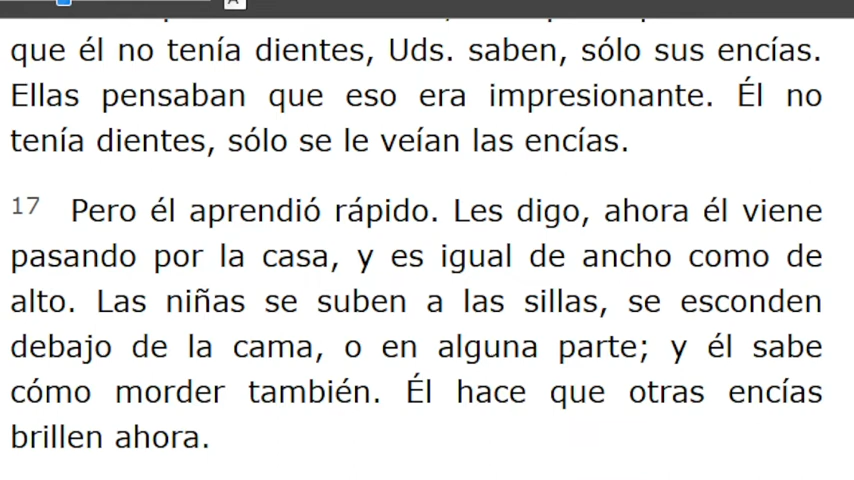 que él no tenía dientes, Uds. saben, sólo sus encías.
Ellas pensaban que eso era impresionante. Él no
tenía dientes, sólo se le veían las encías.
17 Pero él aprendió rápido. Les digo, ahora él viene
pasando por la casa, y es igual de ancho como de
alto. Las niñas se suben a las sillas, se esconden
debajo de la cama, o en alguna parte; y él sabe
cómo morder también. Él hace que otras encías
brillen ahora.